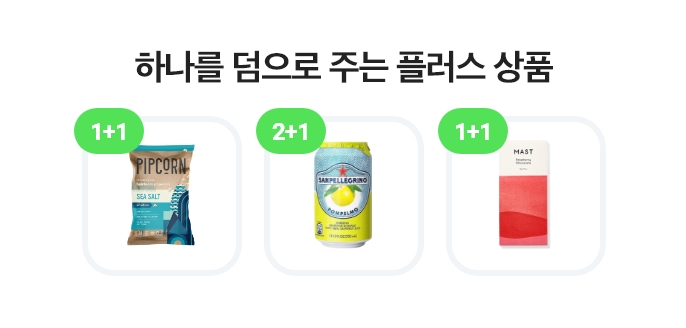 하나를 덤으로 주는 플러스 상품
1+1
2+1
1+1
PIPCORN
SEA SALT
SANPELLEGRINO
POMPELMO
MAST